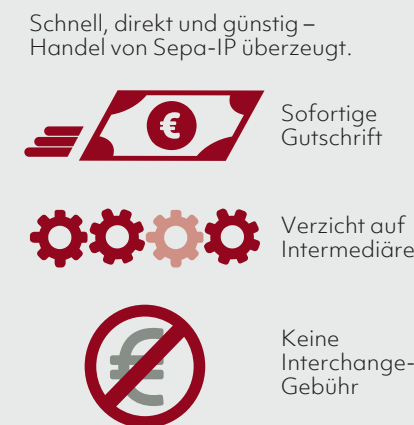 Schnell, direkt und günstig –
Handel von Sepa-IP überzeugt.
€
Sofortige
Gutschrift
Verzicht auf
Intermediäre
€
Keine
Interchange-
Gebühr